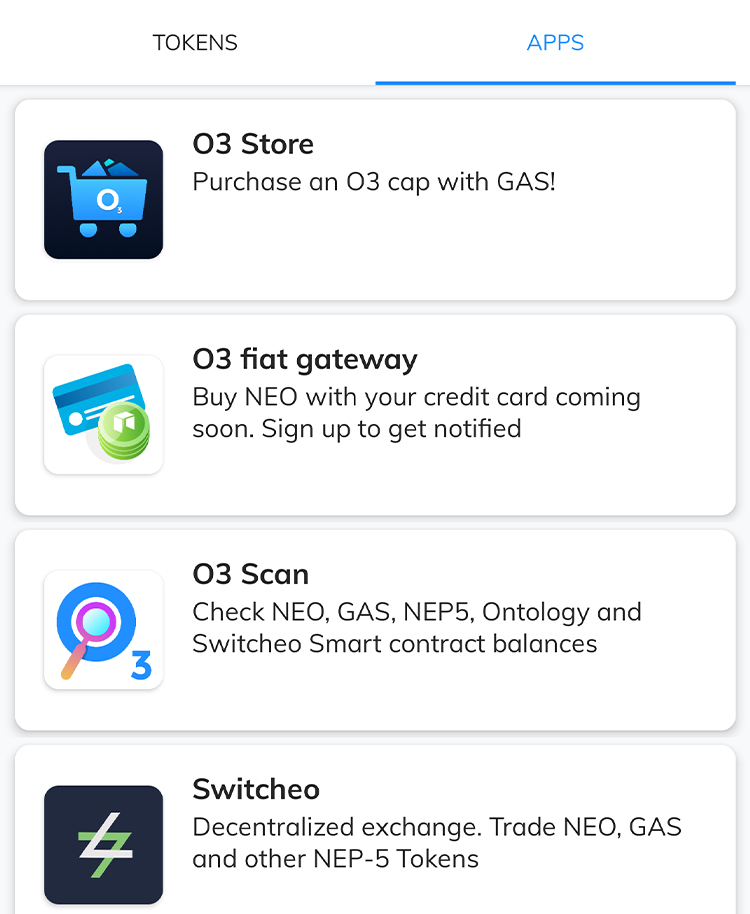 TOKENS APPS
O3 Store
Purchase an O3 cap with GAS!
O3
O3 fiat gateway
Buy NEO with your credit card coming
soon. Sign up to get notified
O3 Scan
Check NEO, GAS, NEP5, Ontology and
Switcheo Smart contract balances
3
Switcheo
Decentralized exchange. Trade NEO, GAS
and other NEP-5 Tokens